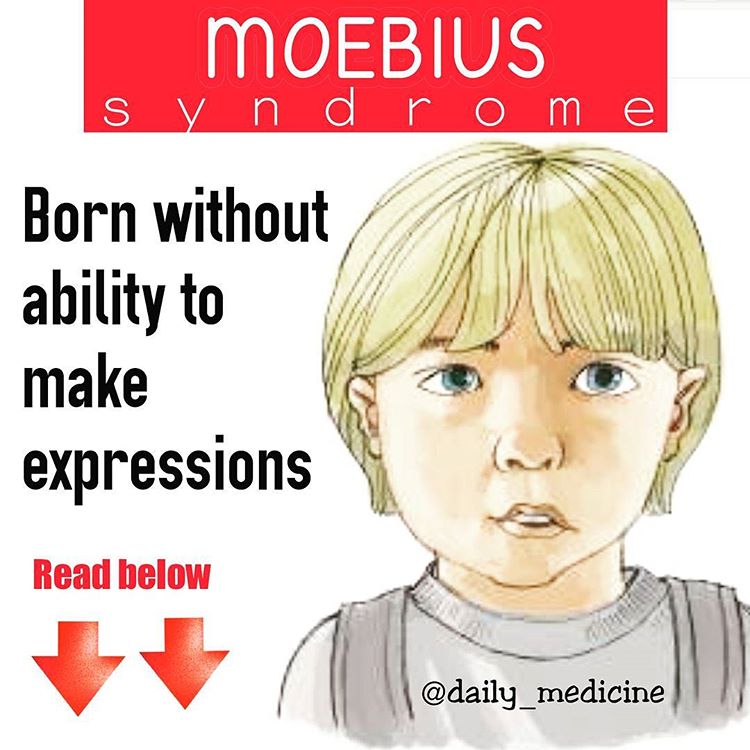 MOEBIUS
syndrome
Born without
ability to
make
expressions
Read below
@daily_medicine